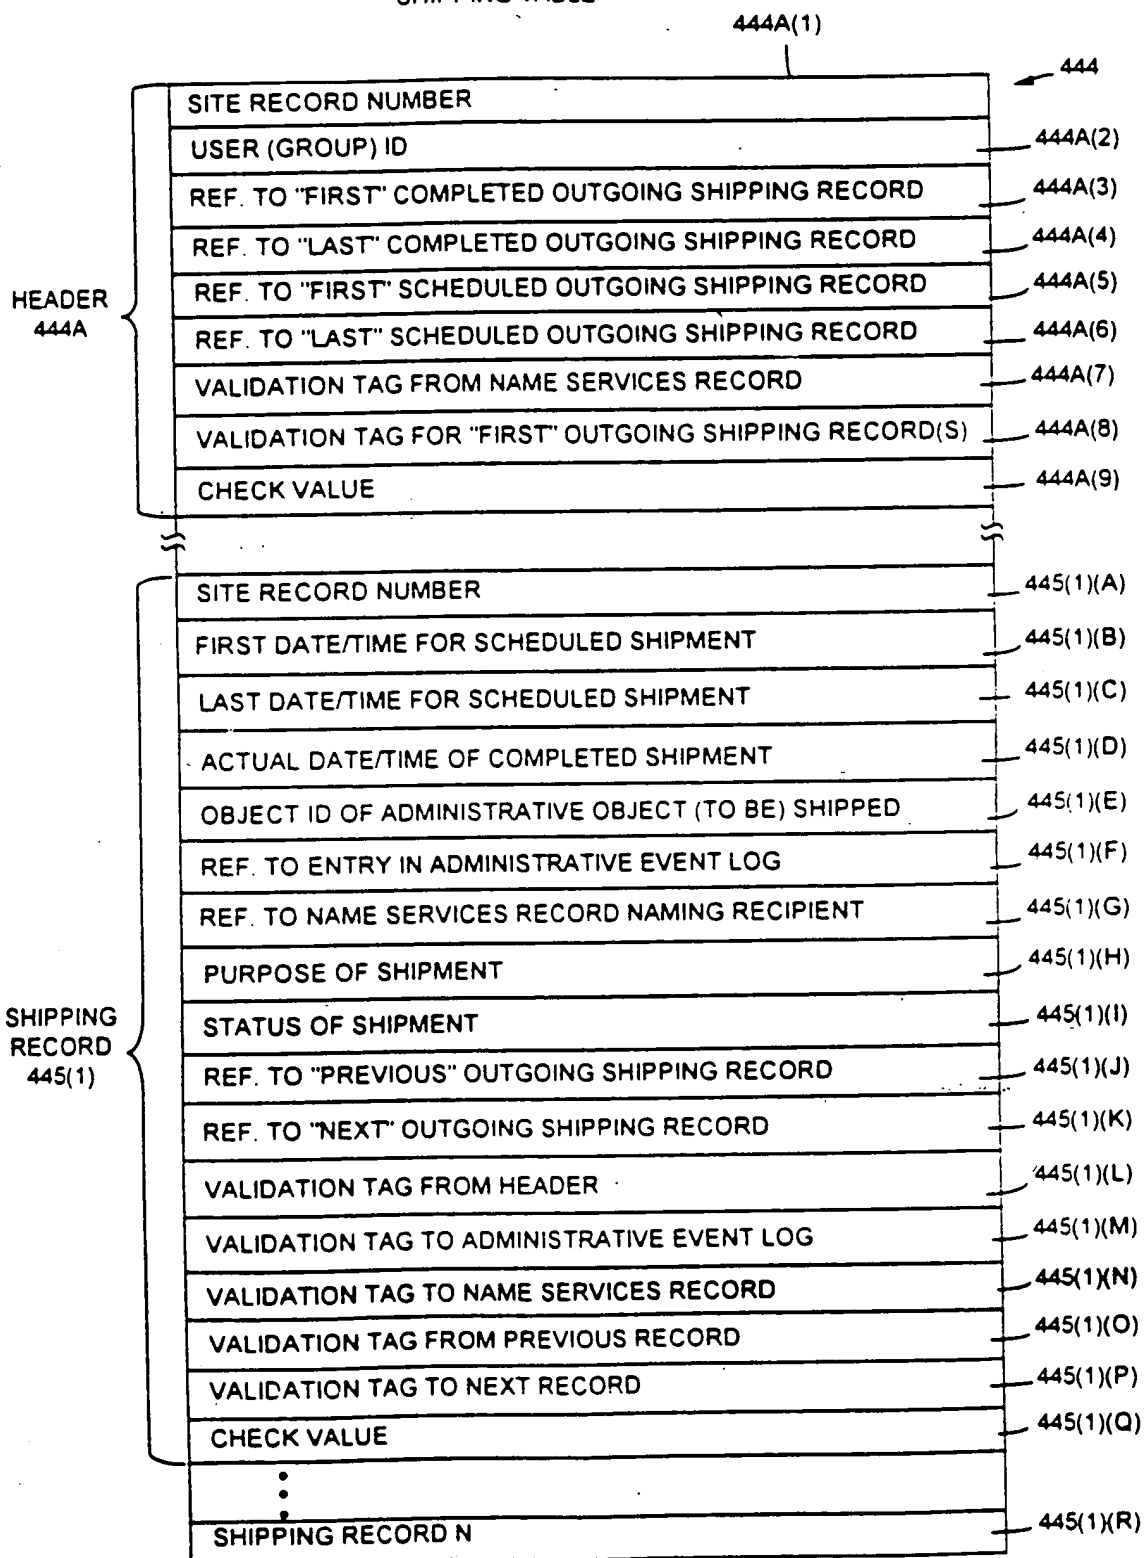 SHIPPING TABLE
444A(1)
444
SITE RECORD NUMBER
USER (GROUP) ID 444A(2)
REF. TO "FIRST" COMPLETED OUTGOING SHIPPING RECORD 444A(3)
REF. TO "LAST" COMPLETED OUTGOING SHIPPING RECORD 444A(4)
REF. TO "FIRST" SCHEDULED OUTGOING SHIPPING RECORD 444A(5)
HEADER
444A
REF. TO "LAST" SCHEDULED OUTGOING SHIPPING RECORD 444A(6)
VALIDATION TAG FROM NAME SERVICES RECORD 444A(7)
VALIDATION TAG FOR "FIRST" OUTGOING SHIPPING RECORD(S) 444A(8)
CHECK VALUE 444A(9)
SITE RECORD NUMBER 445(1)(A)
FIRST DATE/TIME FOR SCHEDULED SHIPMENT 445(1)(B)
LAST DATE/TIME FOR SCHEDULED SHIPMENT 445(1)(C)
ACTUAL DATE/TIME OF COMPLETED SHIPMENT 445(1)(D)
OBJECT ID OF ADMINISTRATIVE OBJECT (TO BE) SHIPPED 445(1)(E)
REF. TO ENTRY IN ADMINISTRATIVE EVENT LOG 445(1)(F)
REF. TO NAME SERVICES RECORD NAMING RECIPIENT 445(1)(G)
PURPOSE OF SHIPMENT 445(1)(H)
SHIPPING
RECORD
445(1)
STATUS OF SHIPMENT 445(1)(I)
REF. TO "PREVIOUS" OUTGOING SHIPPING RECORD 445(1)(J)
REF. TO "NEXT" OUTGOING SHIPPING RECORD 445(1)(K)
VALIDATION TAG FROM HEADER 445(1)(L)
VALIDATION TAG TO ADMINISTRATIVE EVENT LOG 445(1)(M)
VALIDATION TAG TO NAME SERVICES RECORD 445(1)(N)
VALIDATION TAG FROM PREVIOUS RECORD 445(1)(O)
VALIDATION TAG TO NEXT RECORD 445(1)(P)
CHECK VALUE 445(1)(Q)
SHIPPING RECORD N 445(1)(R)